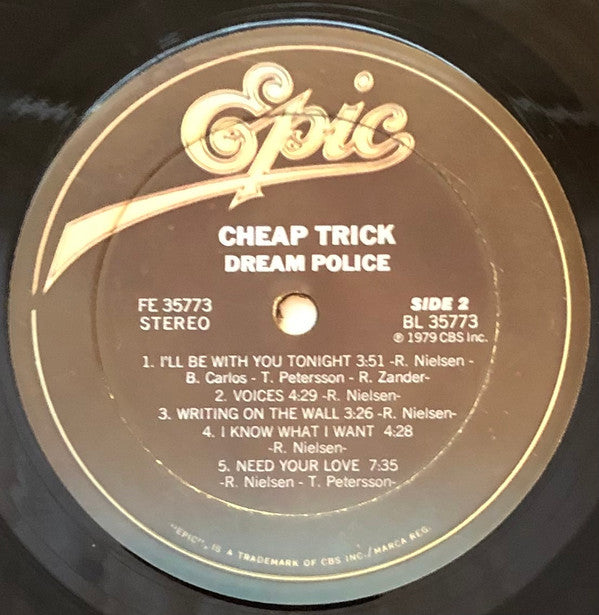 Epic
CHEAP TRICK
DREAM POLICE
FE 35773
STEREO
SIDE 2
BL 35773
℗ 1979 CBS Inc.
1. I'LL BE WITH YOU TONIGHT 3:51 -R. Nielsen -
B. Carlos - T. Petersson - R. Zander-
2. VOICES 4:29 -R. Nielsen-
3. WRITING ON THE WALL 3:26 -R. Nielsen-
4. I KNOW WHAT I WANT 4:28
-R. Nielsen-
5. NEED YOUR LOVE 7:35
-R. Nielsen - T. Petersson-
"EPIC", IS A TRADEMARK OF CBS INC./MARCA REG.